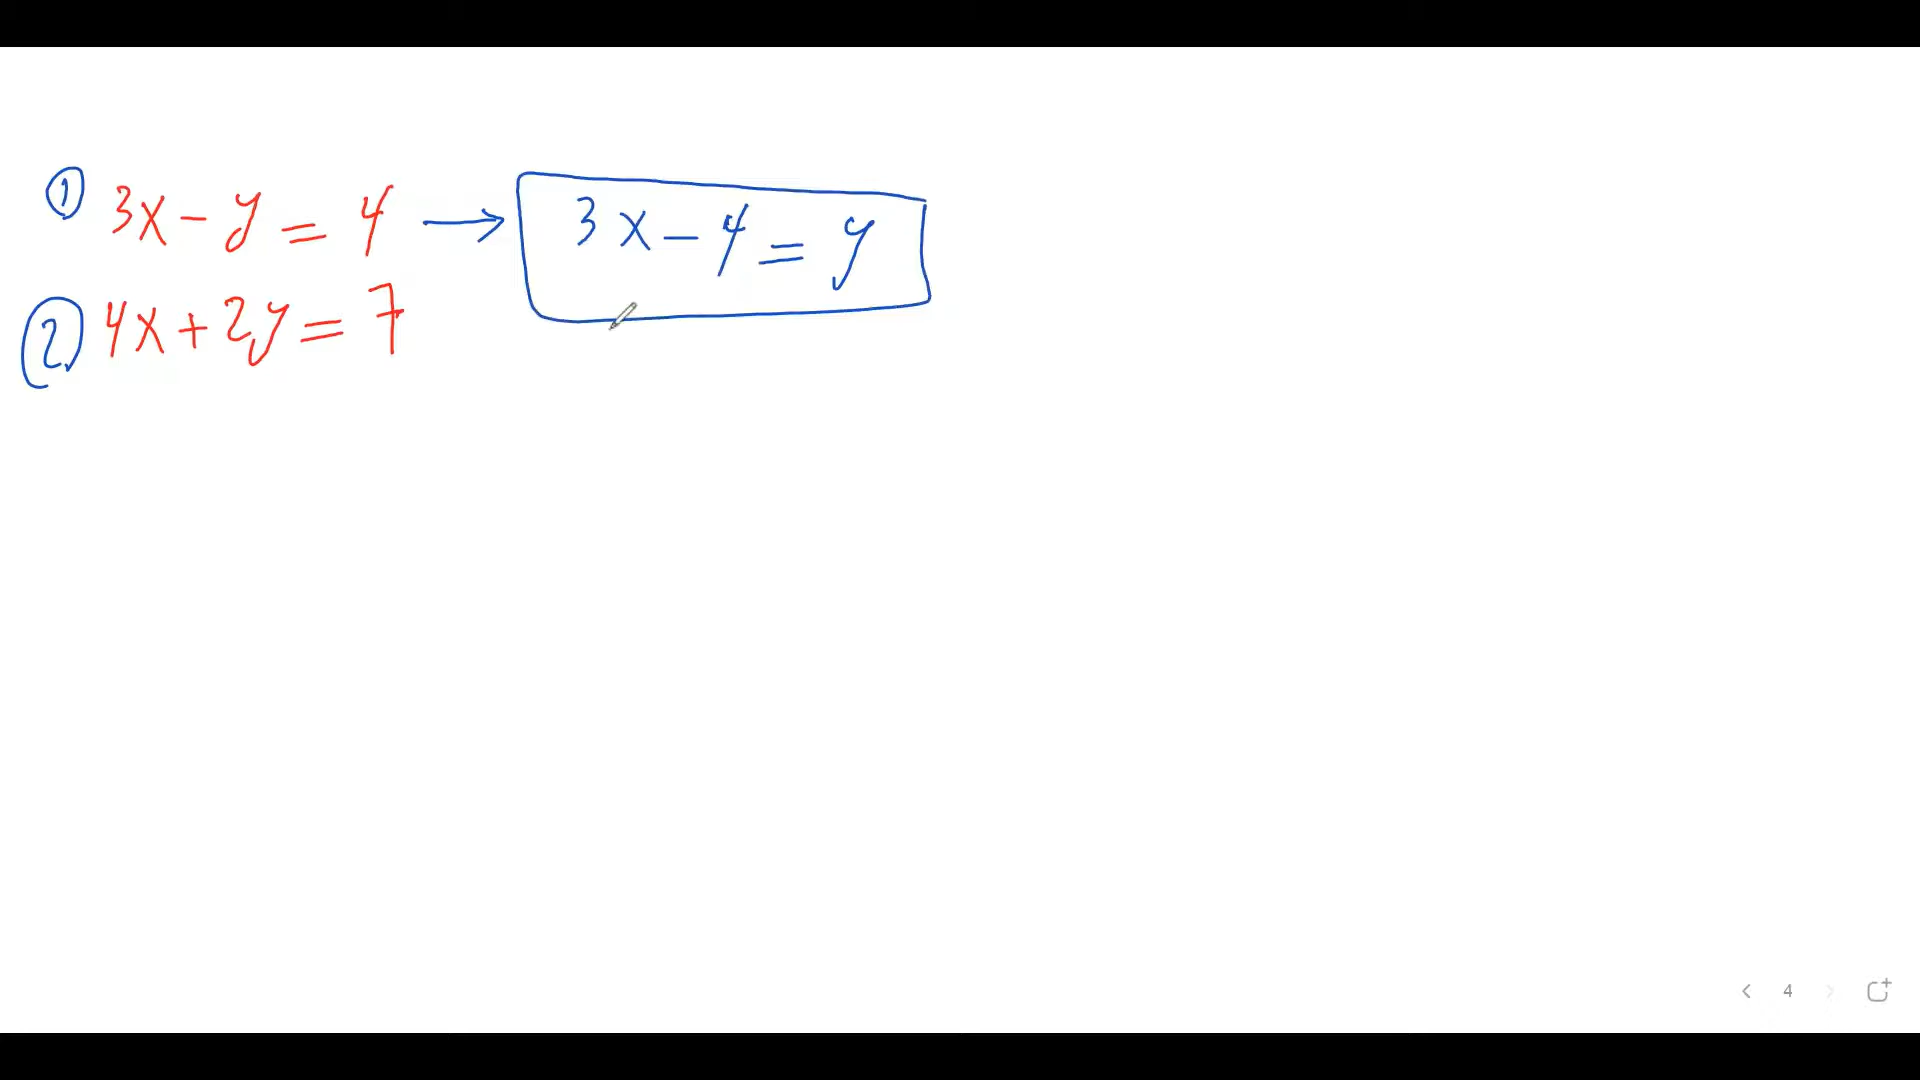 ① 3x - y = 4 → 3x - 4 = y
② 4x + 2y = 7
4